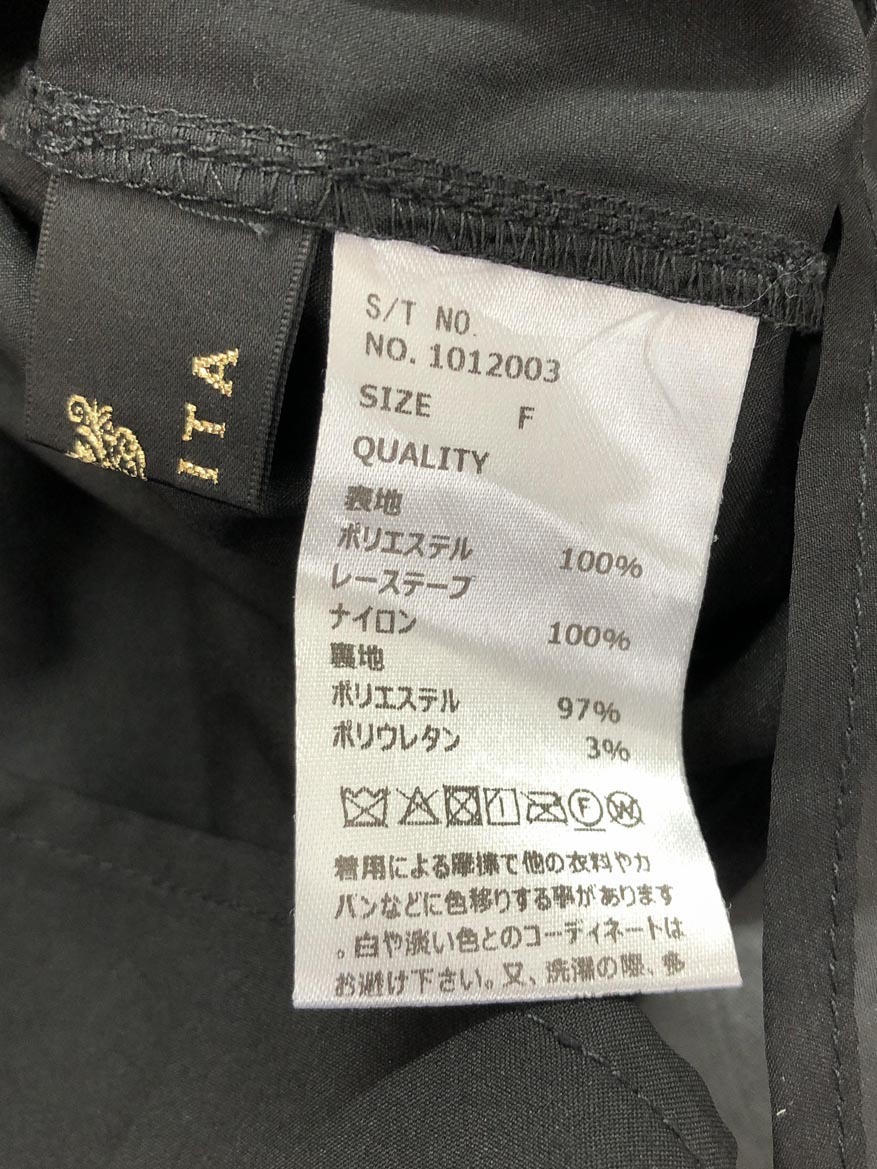 ITA
S/T NO.
NO. 1012003
SIZE F
QUALITY
表地
ポリエステル 100%
レーステープ
ナイロン 100%
裏地
ポリエステル 97%
ポリウレタン 3%
F W
着用による摩擦で他の衣料やカ
バンなどに色移りする事があります
。白や淡い色とのコーディネートは
お避け下さい。又、洗濯の際、多